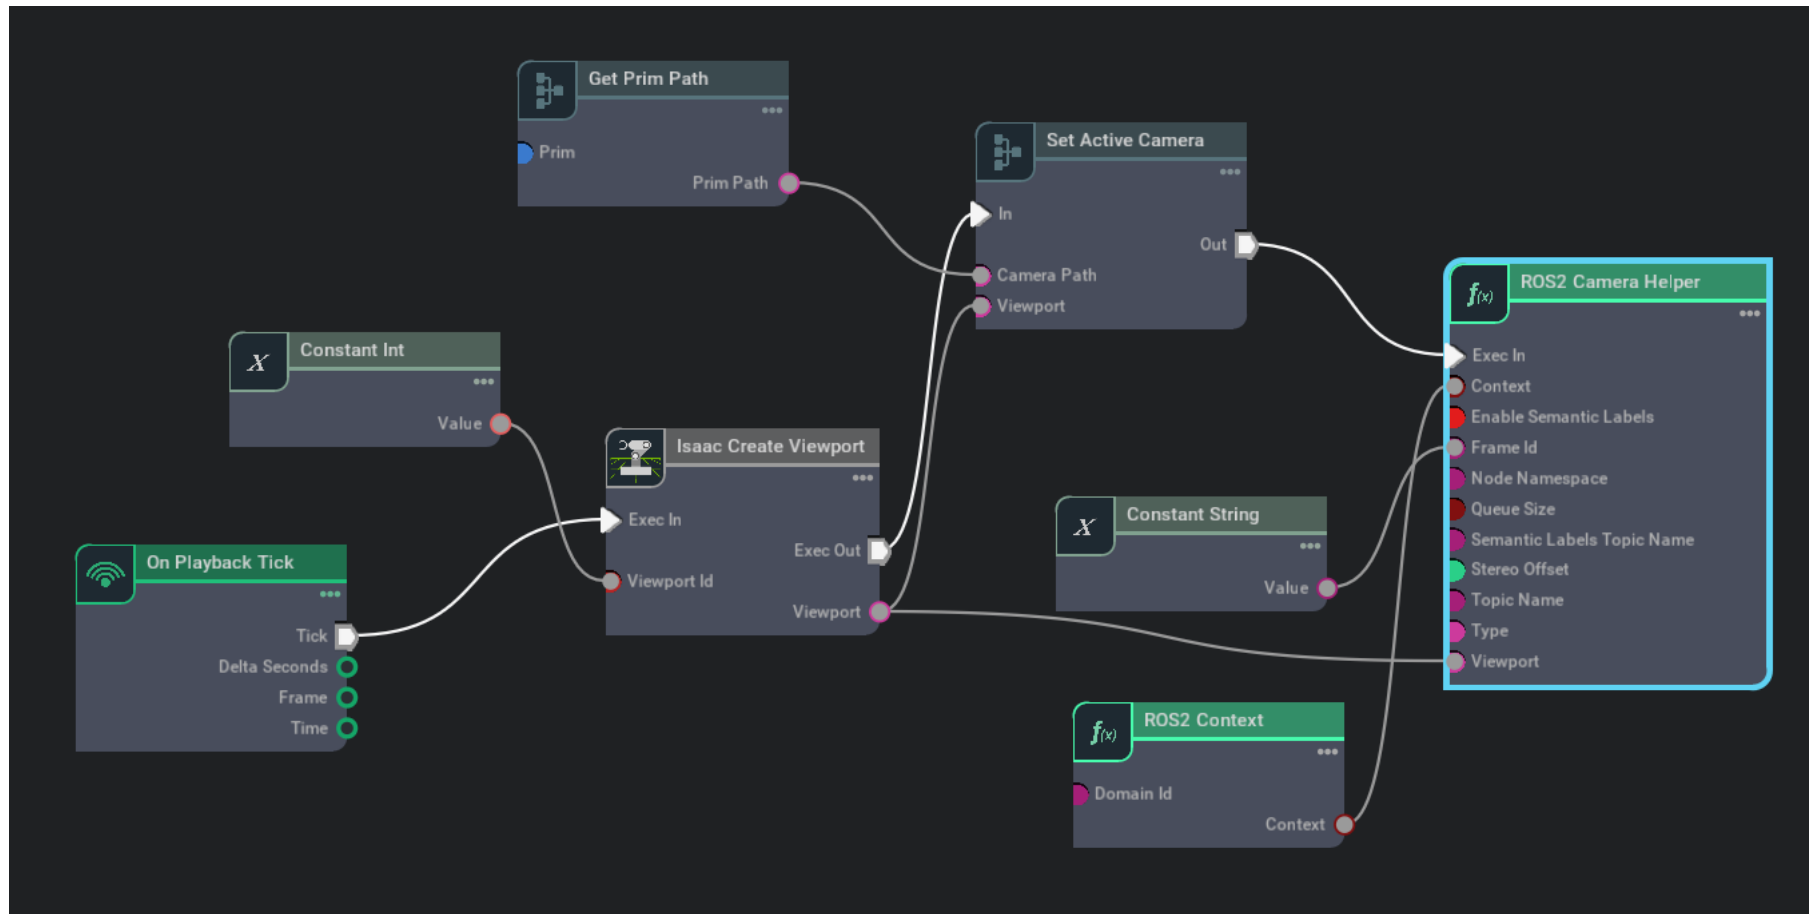 Get Prim Path
Prim
Prim Path
Set Active Camera
In
Out
Camera Path
Viewport
ROS2 Camera Helper
f(x)
Exec In
Context
Enable Semantic Labels
Frame Id
Node Namespace
Queue Size
Semantic Labels Topic Name
Stereo Offset
Topic Name
Type
Viewport
Constant Int
X
Value
Isaac Create Viewport
Exec In
Exec Out
Viewport Id
Viewport
Constant String
X
Value
On Playback Tick
Tick
Delta Seconds
Frame
Time
ROS2 Context
f(x)
Domain Id
Context